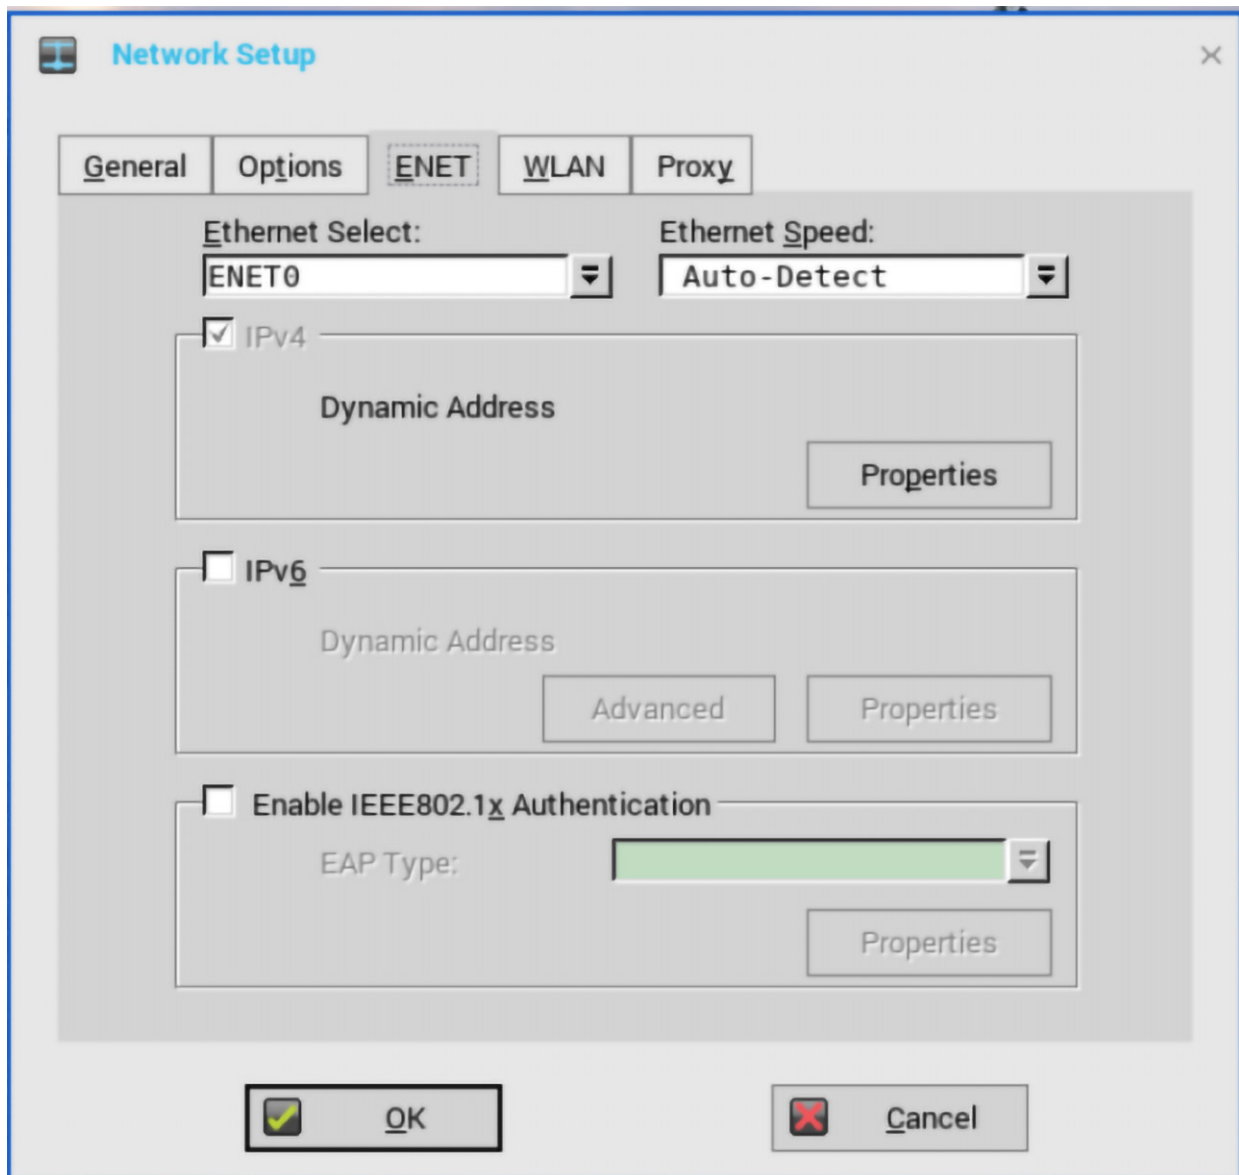 Network Setup
General Options ENET WLAN Proxy
Ethernet Select: Ethernet Speed:
ENET0 Auto-Detect
IPv4
Dynamic Address
Properties
IPv6
Dynamic Address
Advanced Properties
Enable IEEE802.1x Authentication
EAP Type:
Properties
OK Cancel